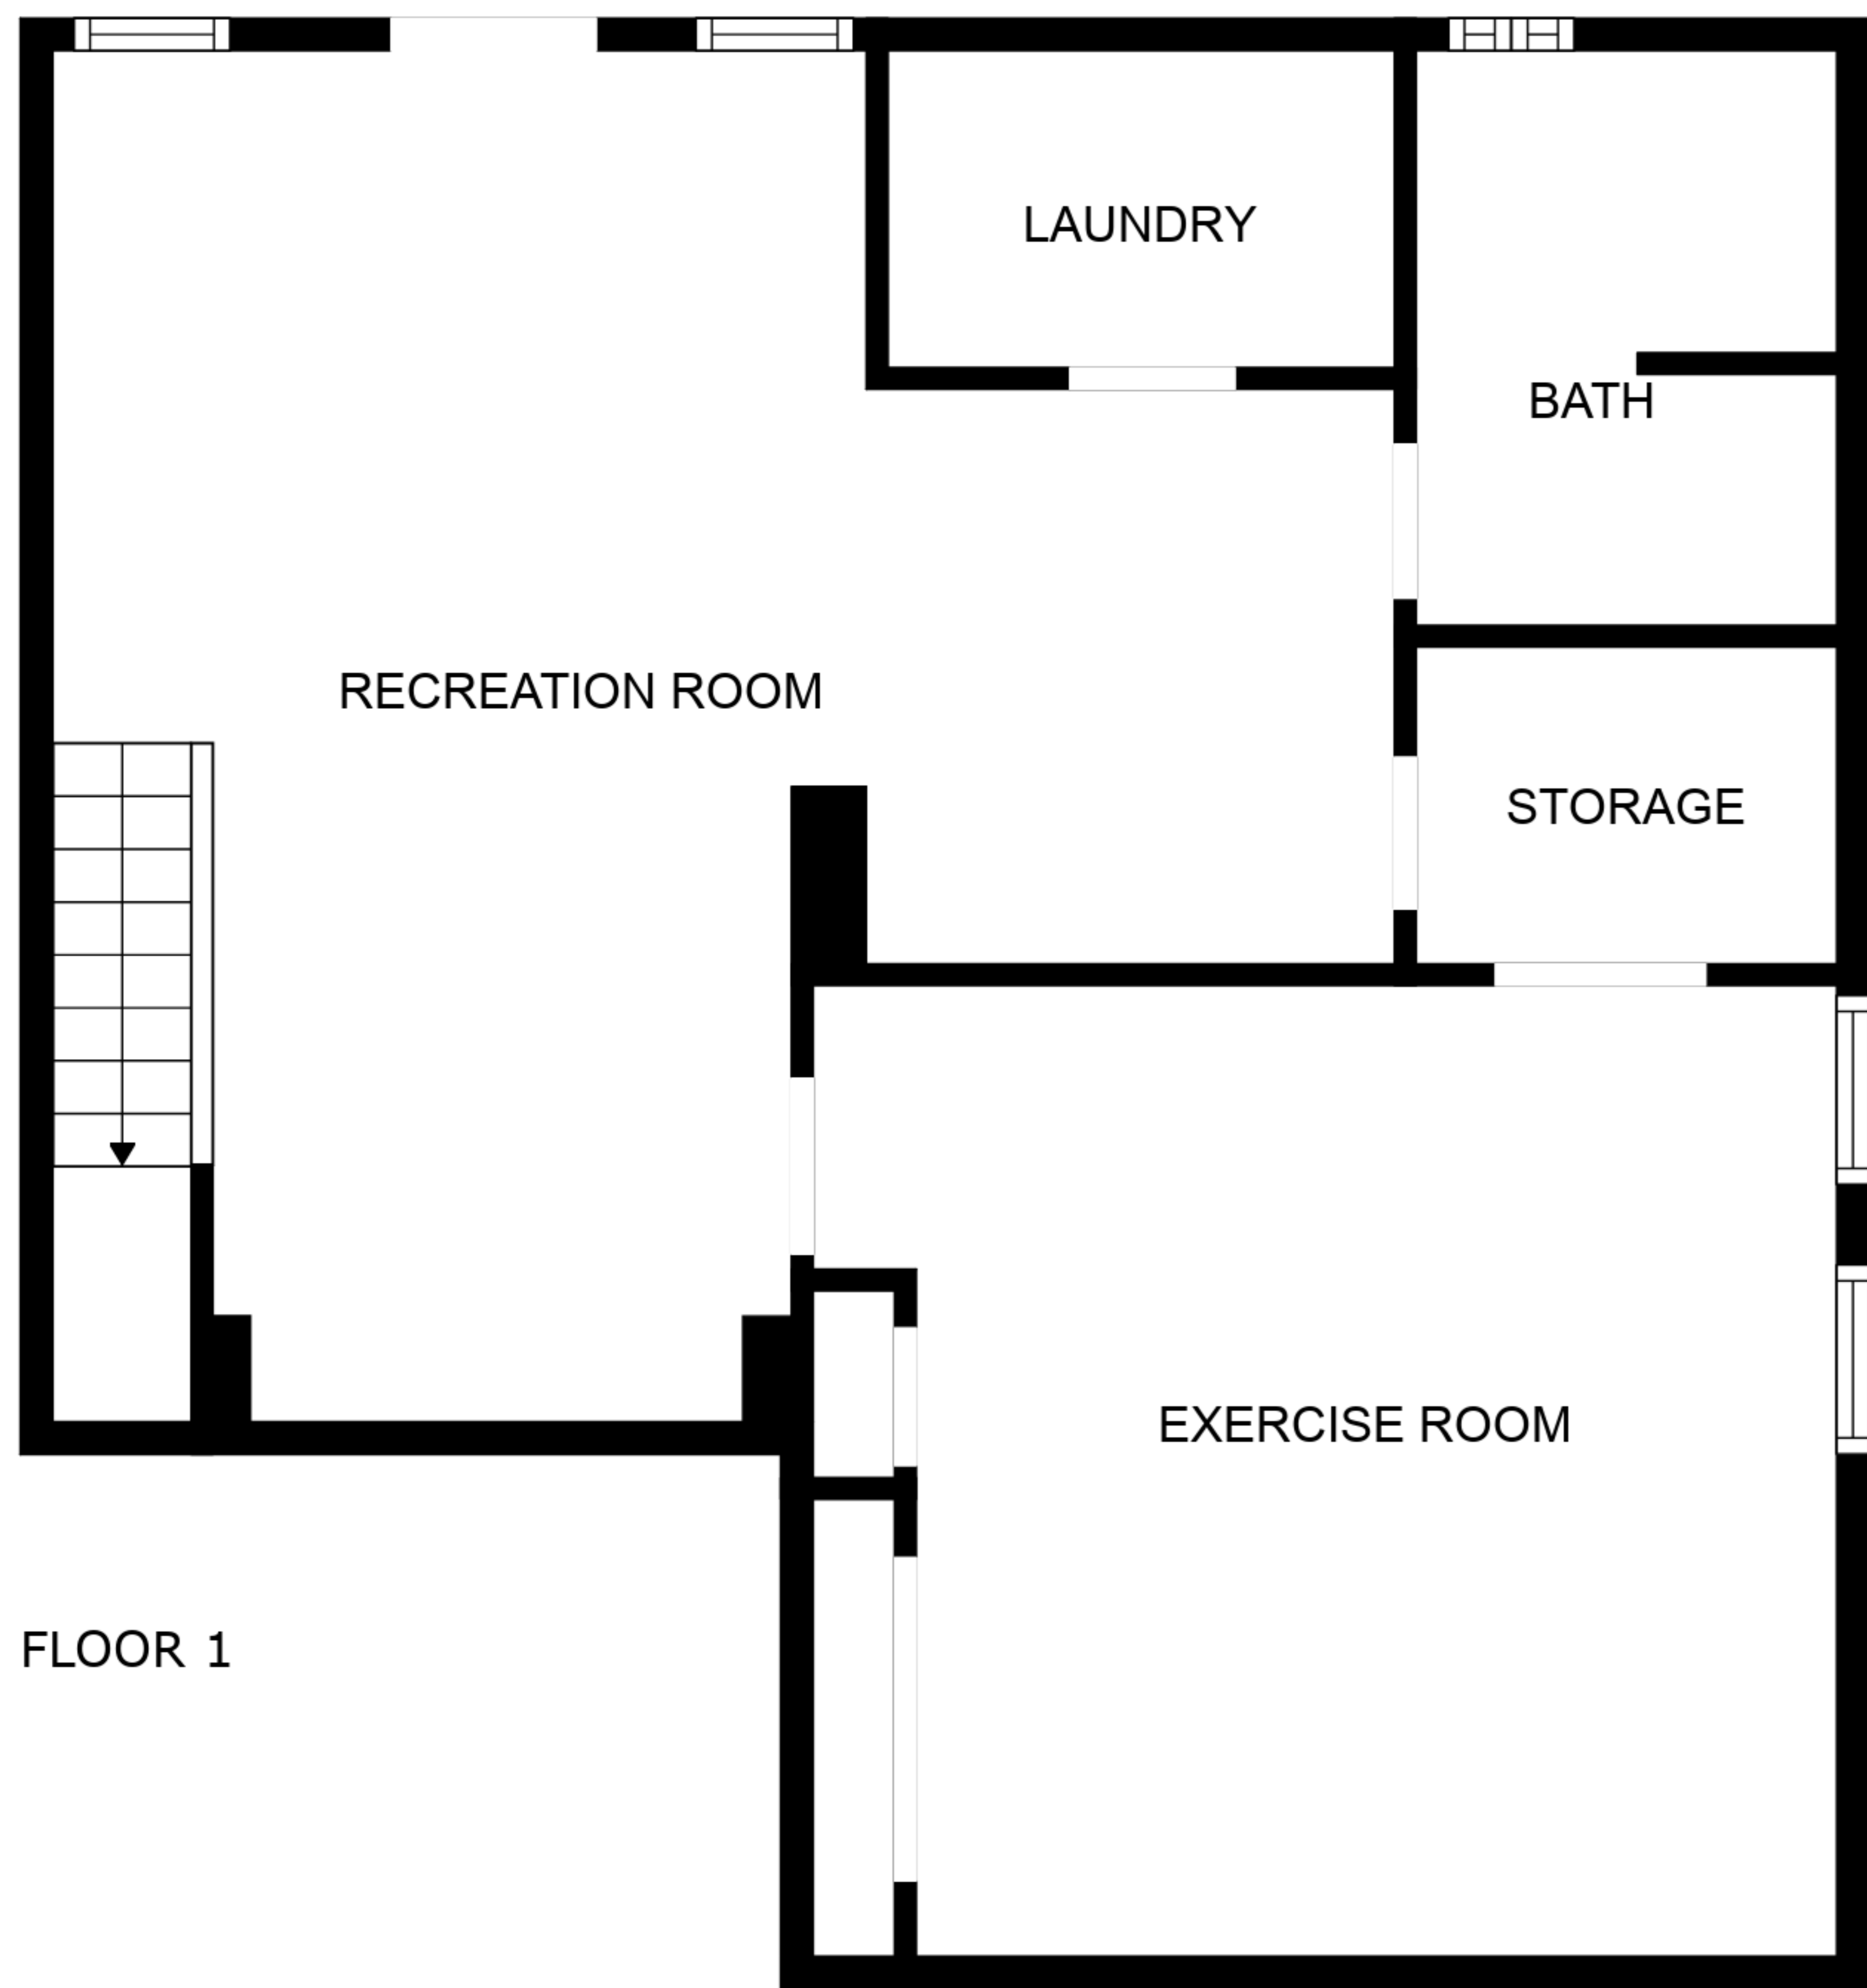 LAUNDRY
BATH
RECREATION ROOM
STORAGE
EXERCISE ROOM
FLOOR 1